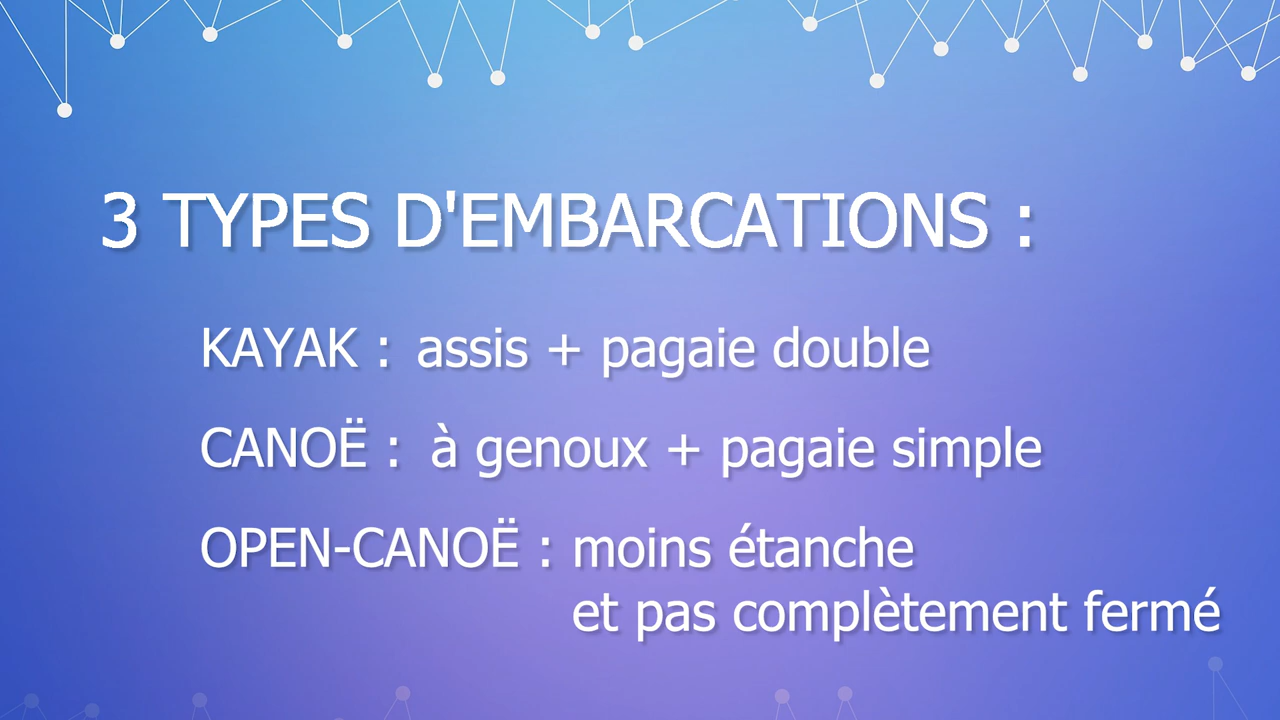 3 TYPES D'EMBARCATIONS :
KAYAK : assis + pagaie double
CANOË : à genoux + pagaie simple
OPEN-CANOË : moins étanche
et pas complètement fermé